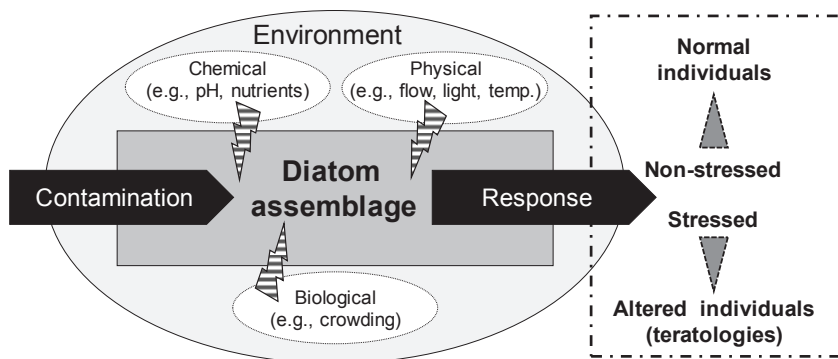 Environment
Chemical
(e.g., pH, nutrients)
Physical
(e.g., flow, light, temp.)
Contamination
Diatom
assemblage
Response
Biological
(e.g., crowding)
Normal
individuals
Non-stressed
Stressed
Altered individuals
(teratologies)